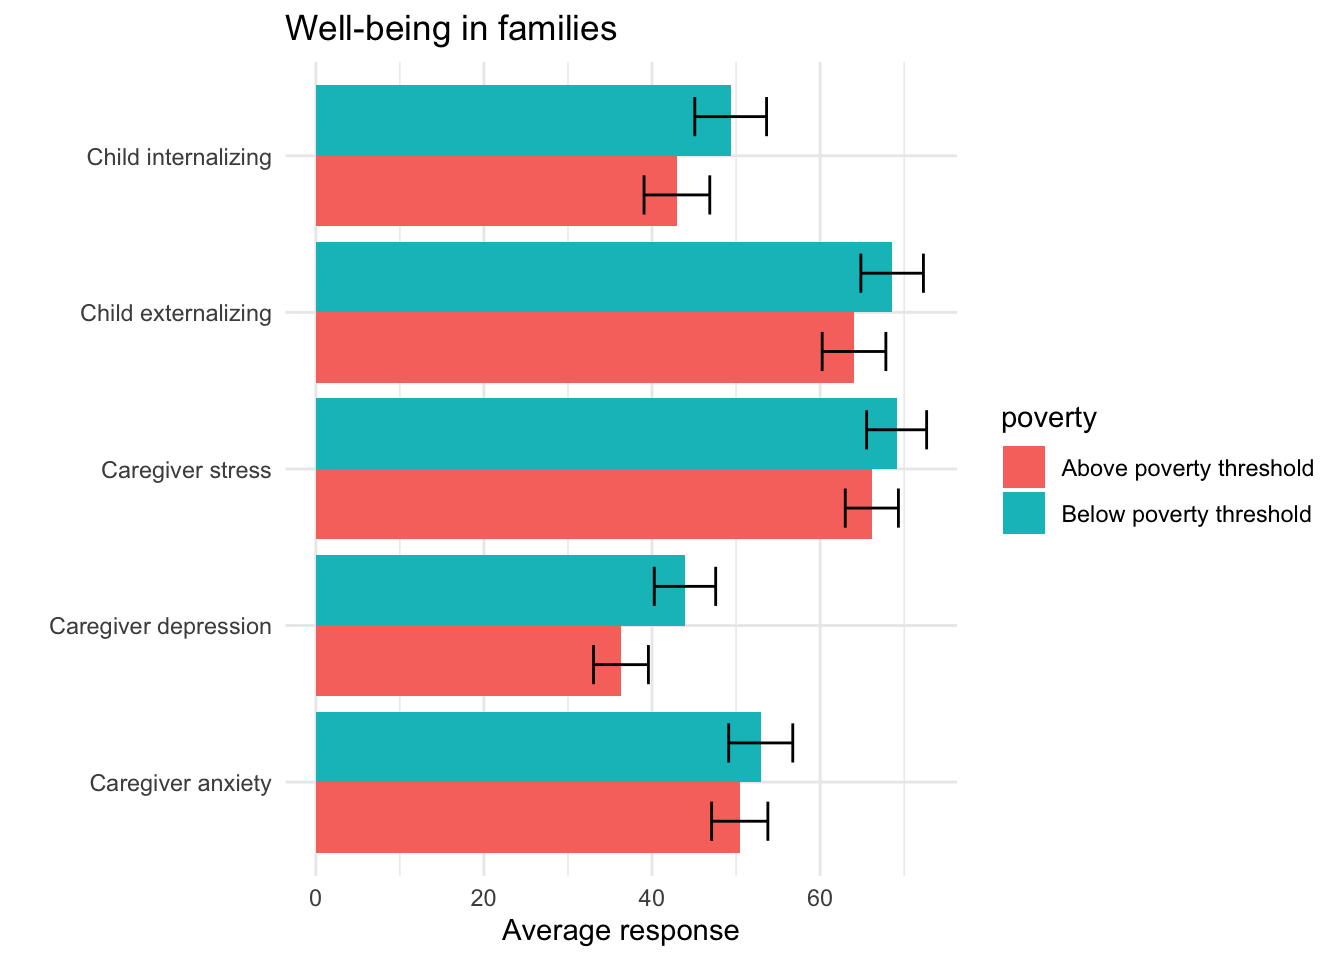 Well-being in families
Child internalizing
Child externalizing
Caregiver stress
Caregiver depression
Caregiver anxiety
0 20 40 60
Average response
poverty
Above poverty threshold
Below poverty threshold